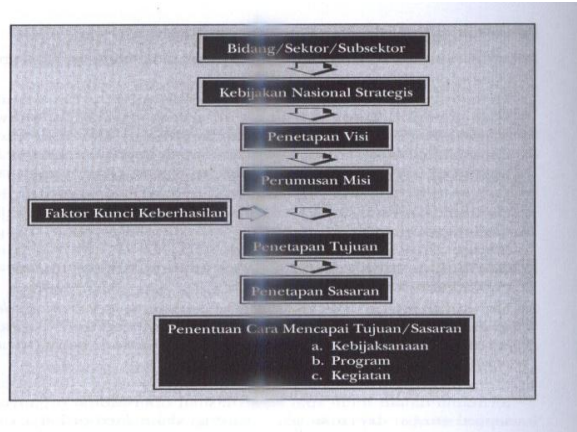 Bidang/Sektor/Subsektor
Kebijakan Nasional Strategis
Penetapan Visi
Perumusan Misi
Faktor Kunci Keberhasilan
Penetapan Tujuan
Penetapan Sasaran
Penentuan Cara Mencapai Tujuan/Sasaran
a. Kebijaksanaan
b. Program
c. Kegiatan